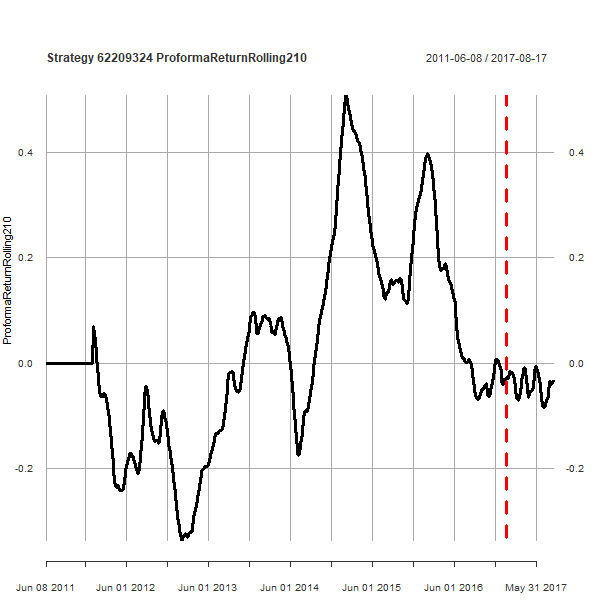 Strategy 62209324 ProformaReturnRolling210
2011-06-08 / 2017-08-17
ProformaReturnRolling210
0.4
0.4
0.2
0.2
0.0
0.0
-0.2
-0.2
Jun 08 2011
Jun 01 2012
Jun 01 2013
Jun 01 2014
Jun 01 2015
Jun 01 2016
May 31 2017